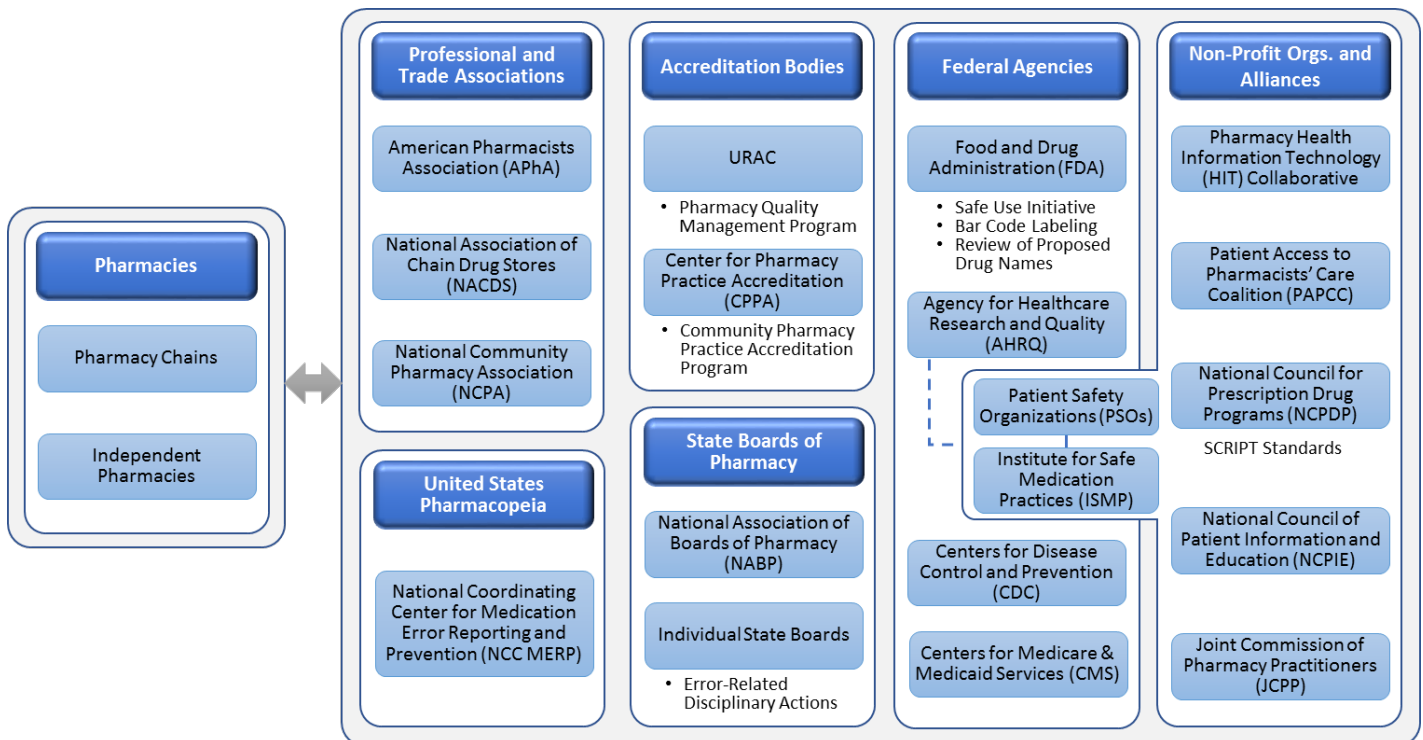 Pharmacies
Pharmacy Chains
Independent
Pharmacies
Professional and
Trade Associations
American Pharmacists
Association (APhA)
National Association of
Chain Drug Stores
(NACDS)
National Community
Pharmacy Association
(NCPA)
United States
Pharmacopeia
National Coordinating
Center for Medication
Error Reporting and
Prevention (NCC MERP)
Accreditation Bodies
URAC
• Pharmacy Quality
Management Program
Center for Pharmacy
Practice Accreditation
(CPPA)
• Community Pharmacy
Practice Accreditation
Program
State Boards of
Pharmacy
National Association of
Boards of Pharmacy
(NABP)
Individual State Boards
• Error-Related
Disciplinary Actions
Federal Agencies
Food and Drug
Administration (FDA)
• Safe Use Initiative
• Bar Code Labeling
• Review of Proposed
Drug Names
Agency for Healthcare
Research and Quality
(AHRQ)
Patient Safety
Organizations (PSOs)
Institute for Safe
Medication
Practices (ISMP)
Centers for Disease
Control and Prevention
(CDC)
Centers for Medicare &
Medicaid Services (CMS)
Non-Profit Orgs. and
Alliances
Pharmacy Health
Information Technology
(HIT) Collaborative
Patient Access to
Pharmacists’ Care
Coalition (PAPCC)
National Council for
Prescription Drug
Programs (NCPDP)
SCRIPT Standards
National Council of
Patient Information and
Education (NCPIE)
Joint Commission of
Pharmacy Practitioners
(JCPP)